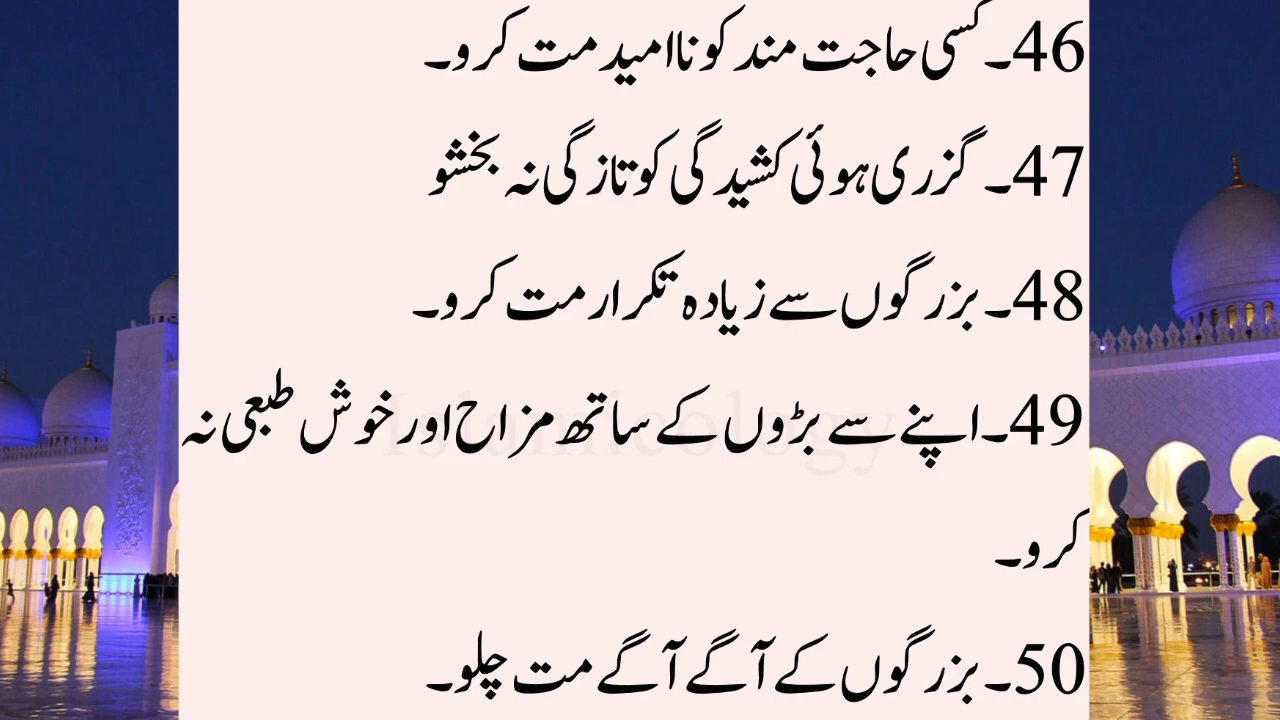 46۔کسی حاجت مند کو ناامید مت کرو۔
47۔ گزری ہوئی کشیدگی کو تازگی نہ بخشو
48۔بزرگوں سے زیادہ تکرار مت کرو۔
49۔اپنے سے بڑوں کے ساتھ مزاح اور خوش طبعی نہ
کرو۔
50۔بزرگوں کے آگے آگے مت چلو۔
Islamicology